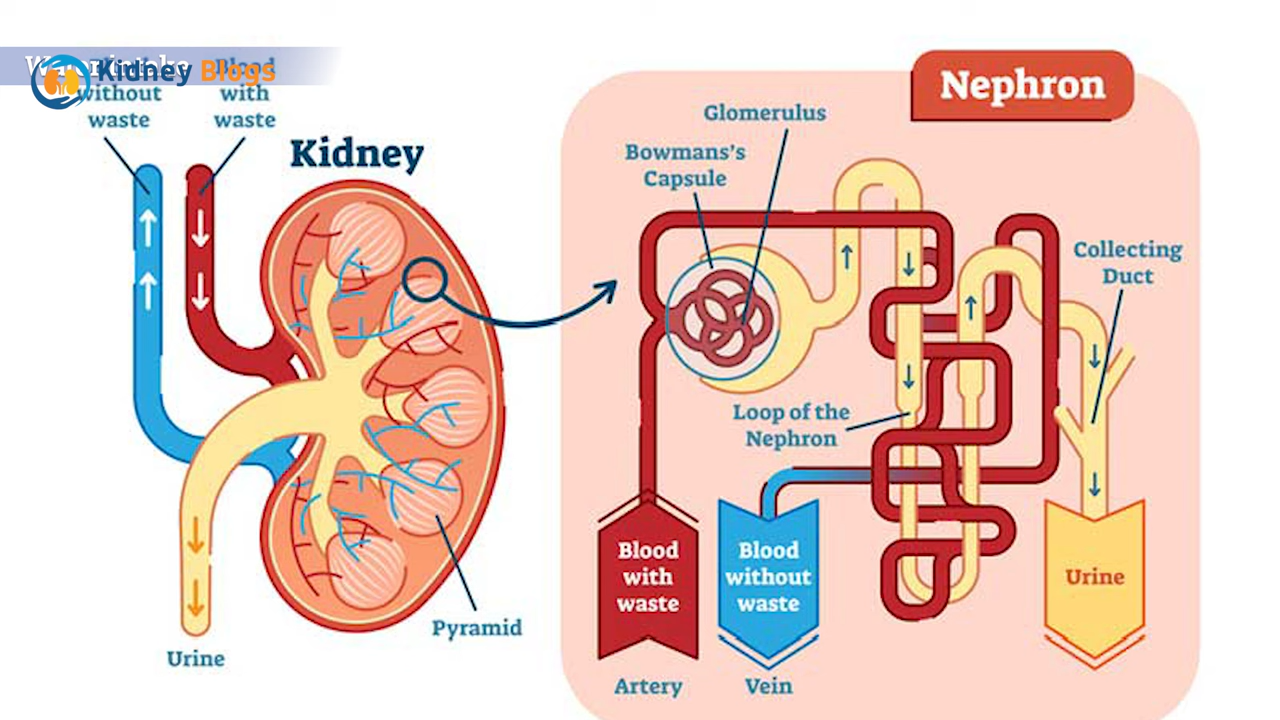 Kidney Blogs
Blood
without
waste
with
waste
Kidney
Urine
Pyramid
Nephron
Glomerulus
Bowmans's
Capsule
Collecting
Duct
Loop of the
Nephron
Blood
with
waste
Artery
Blood
without
waste
Vein
Urine